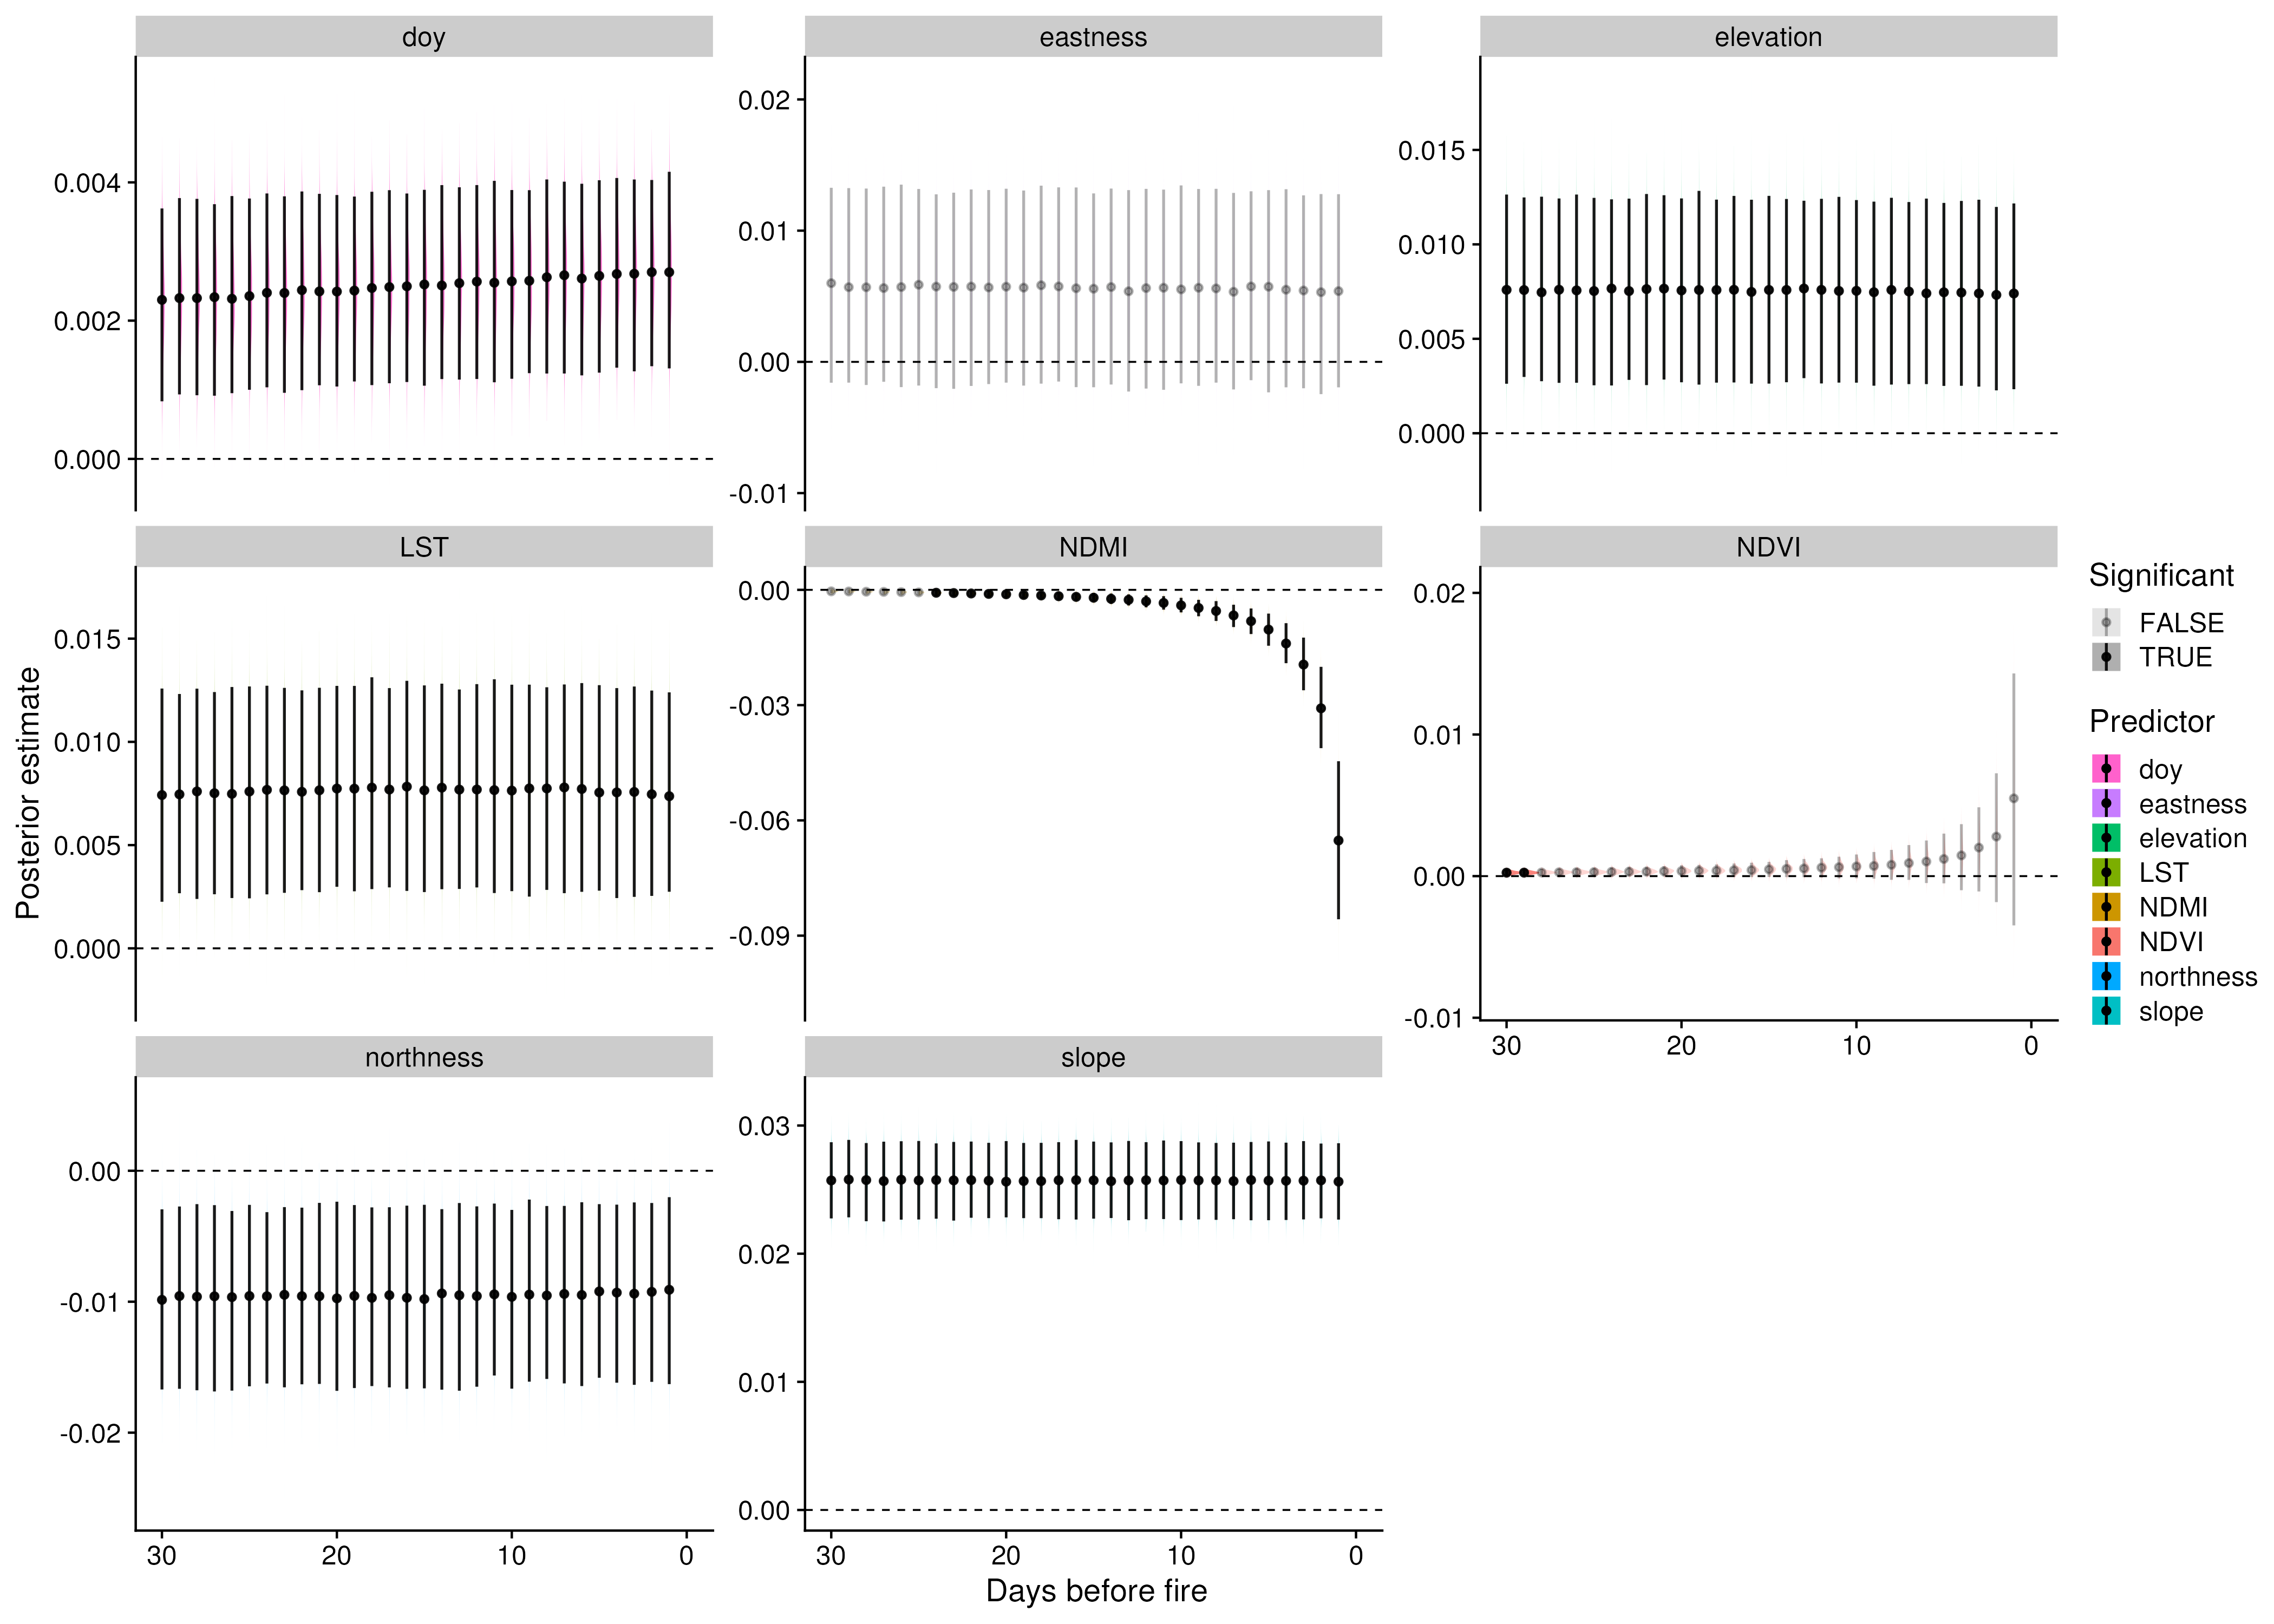 doy
eastness
elevation
0.004
0.002
0.000
0.02
0.01
0.00
-0.01
0.015
0.010
0.005
0.000
LST
NDMI
NDVI
0.015
0.010
0.005
0.000
0.00
-0.03
-0.06
-0.09
0.02
0.01
0.00
-0.01
30 20 10 0
northness
slope
0.00
-0.01
-0.02
0.03
0.02
0.01
0.00
30 20 10 0
30 20 10 0
Posterior estimate
Days before fire
Significant
FALSE
TRUE
Predictor
doy
eastness
elevation
LST
NDMI
NDVI
northness
slope